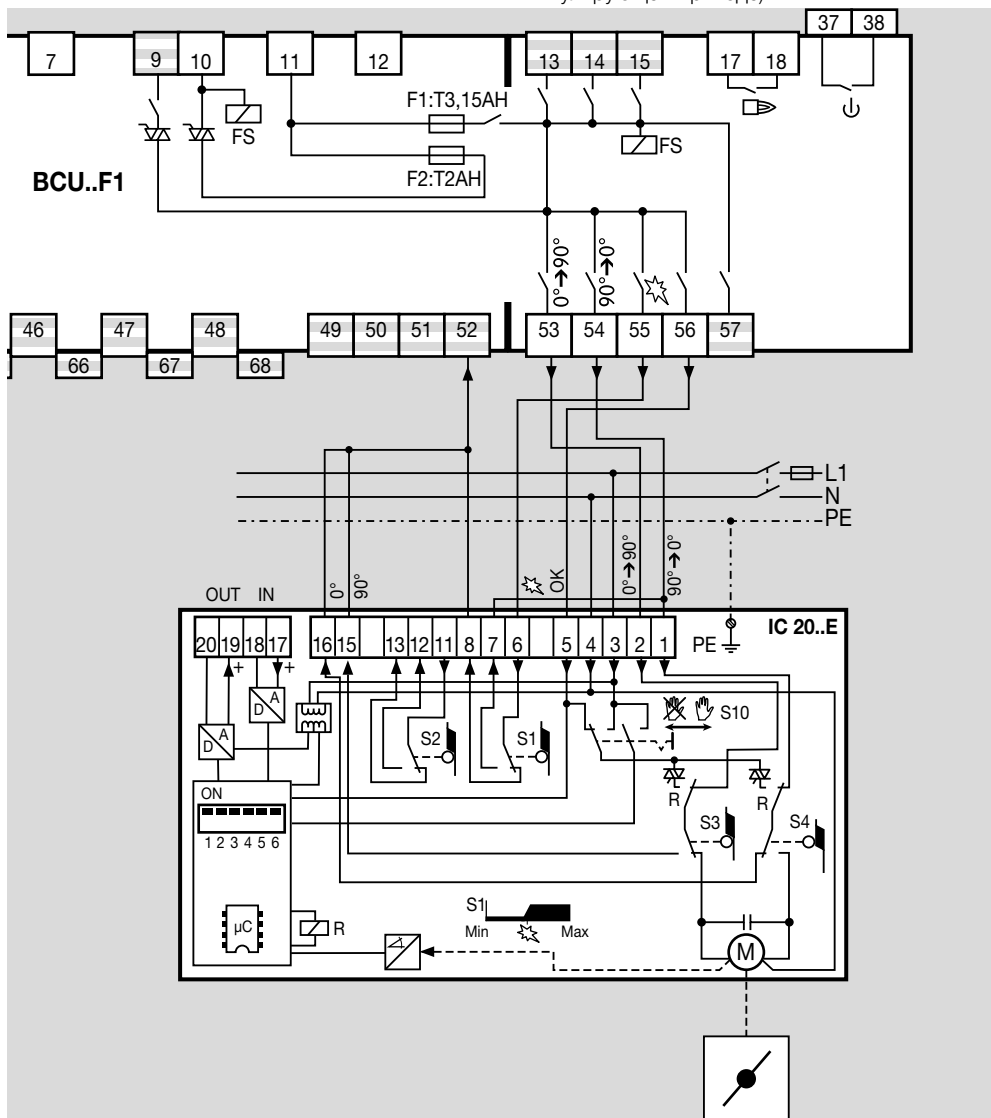 37 38
7 9 10 11 12 13 14 15 17 18
F1:T3,15AH
FS
FS
F2:T2AH
BCU..F1
0°➔90°
90°➔0°
46 47 48 49 50 51 52 53 54 55 56 57
66 67 68
L1
N
PE
0°
90°
OK
0°➔90°
90°➔0°
OUT IN
IC 20..E
20 19 18 17 16 15 13 12 11 8 7 6 5 4 3 2 1
PE
+ +
A
D
A
D
S10
S2
S1
ON
1 2 3 4 5 6
R
R
S3
S4
S1
Min Max
µC
R
M